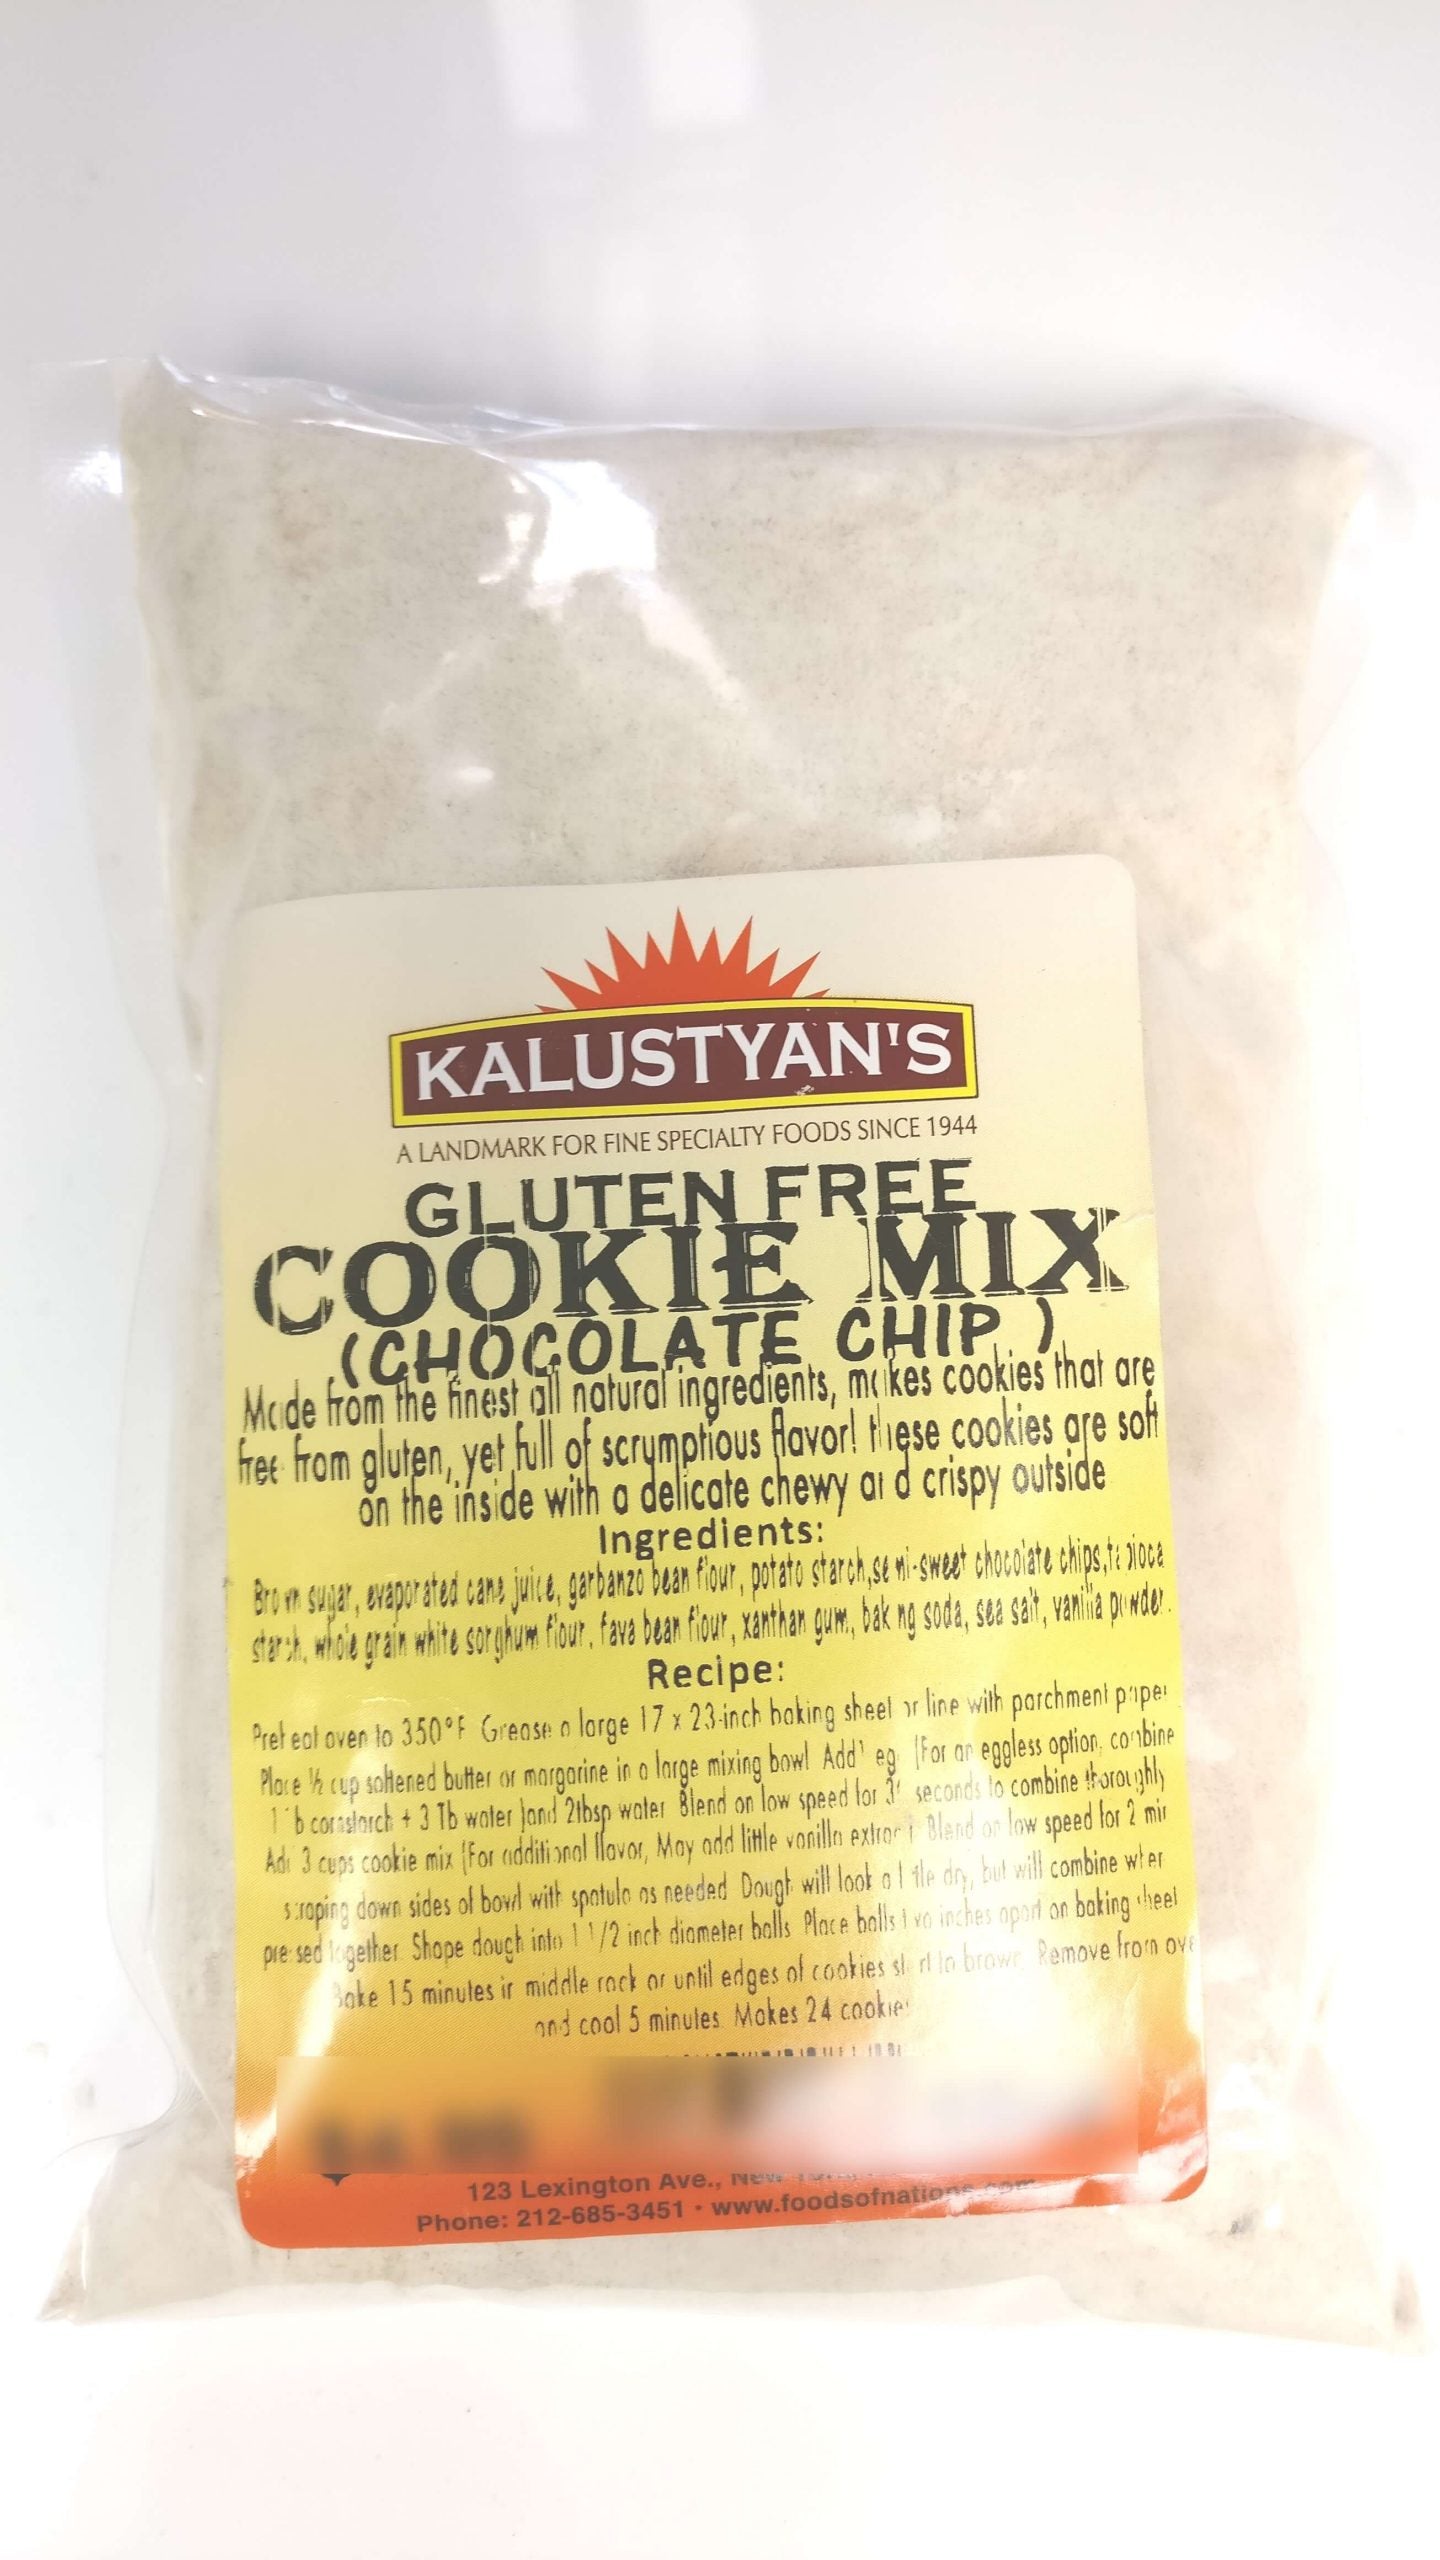 KALUSTYAN'S
A LANDMARK FOR FINE SPECIALTY FOODS SINCE 1944
GLUTEN FREE
COOKIE MIX
(CHOCOLATE CHIP )
Made from the finest all natural ingredients, makes cookies that are
free from gluten, yet full of scrumptious flavor! these cookies are soft
on the inside with a delicate chewy and crispy outside
Ingredients:
Brown sugar, evaporated cane juice, garbanzo bean flour, potato starch,semi-sweet chocolate chips,tapioca
starch, whole grain white sorghum flour, fava bean flour, xanthan gum, baking soda, sea salt, vanilla powder.
Recipe:
Preheat oven to 350°F Grease a large 17 x 23-inch baking sheet or line with parchment paper
Place ½ cup softened butter or margarine in a large mixing bowl Add (For an eggless option, combine
1 Tb cornstarch + 3 Tb water )and 2tbsp water Blend on low speed for seconds to combine thoroughly
Add 3 cups cookie mix (For additional flavor, May add little vanilla extract Blend on low speed for 2 min
scraping down sides of bowl with spatula as needed Dough will look a little dry, but will combine when
pressed together Shape dough into 1 1/2 inch diameter balls Place balls two inches apart on baking sheet
Bake 15 minutes in middle rack or until edges of cookies start to brown Remove from oven
and cool 5 minutes Makes 24 cookies
123 Lexington Ave., New York,
Phone: 212-685-3451 • www.foodsofnations.com